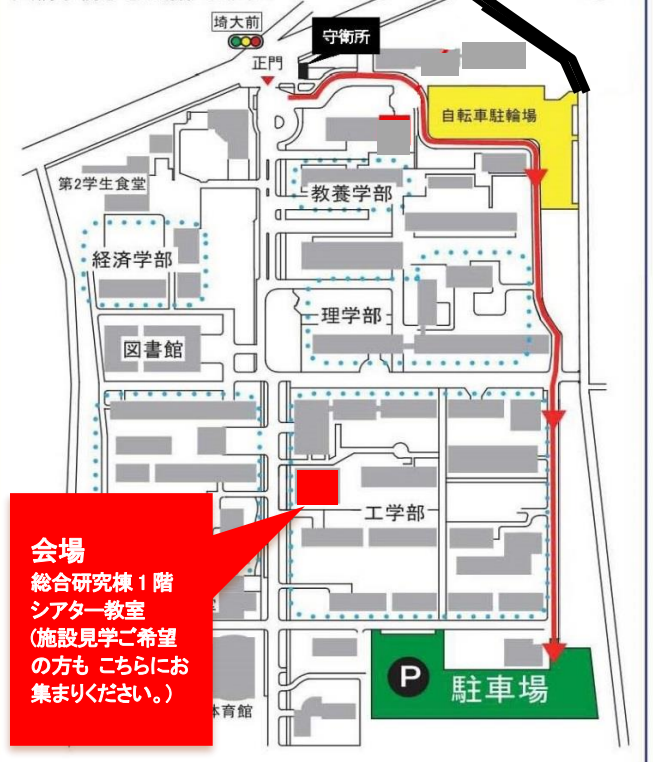 埼大前
守衛所
正門
自転車駐輪場
第2学生食堂
教養学部
経済学部
理学部
図書館
工学部
会場
総合研究棟1階
シアター教室
(施設見学ご希望
の方も こちらにお
集まりください。)
P
駐車場
体育館